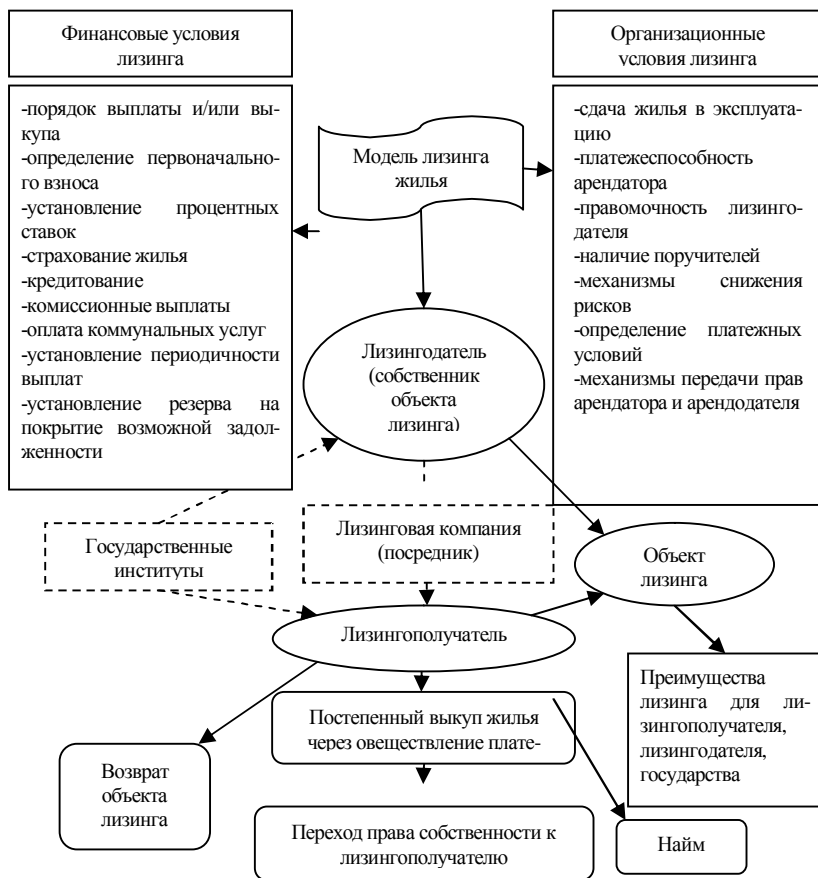 Финансовые условия
лизинга
Организационные
условия лизинга
-порядок выплаты и/или вы-
купа
-определение первоначально-
го взноса
-установление процентных
ставок
-страхование жилья
-кредитование
-комиссионные выплаты
-оплата коммунальных услуг
-установление периодичности
выплат
-установление резерва на
покрытие возможной задол-
женности
Модель лизинга
жилья
-сдача жилья в эксплуата-
цию
-платежеспособность
арендатора
-правомочность лизинго-
дателя
-наличие поручителей
-механизмы снижения
рисков
-определение платежных
условий
-механизмы передачи прав
арендатора и арендодателя
Лизингодатель
(собственник
объекта
лизинга)
Государственные
институты
Лизинговая компания
(посредник)
Объект
лизинга
Лизингополучатель
Преимущества
лизинга для ли-
зингополучателя,
лизингодателя,
государства
Постепенный выкуп жилья
через овеществление плате-
Возврат
объекта
лизинга
Переход права собственности к
лизингополучателю
Найм